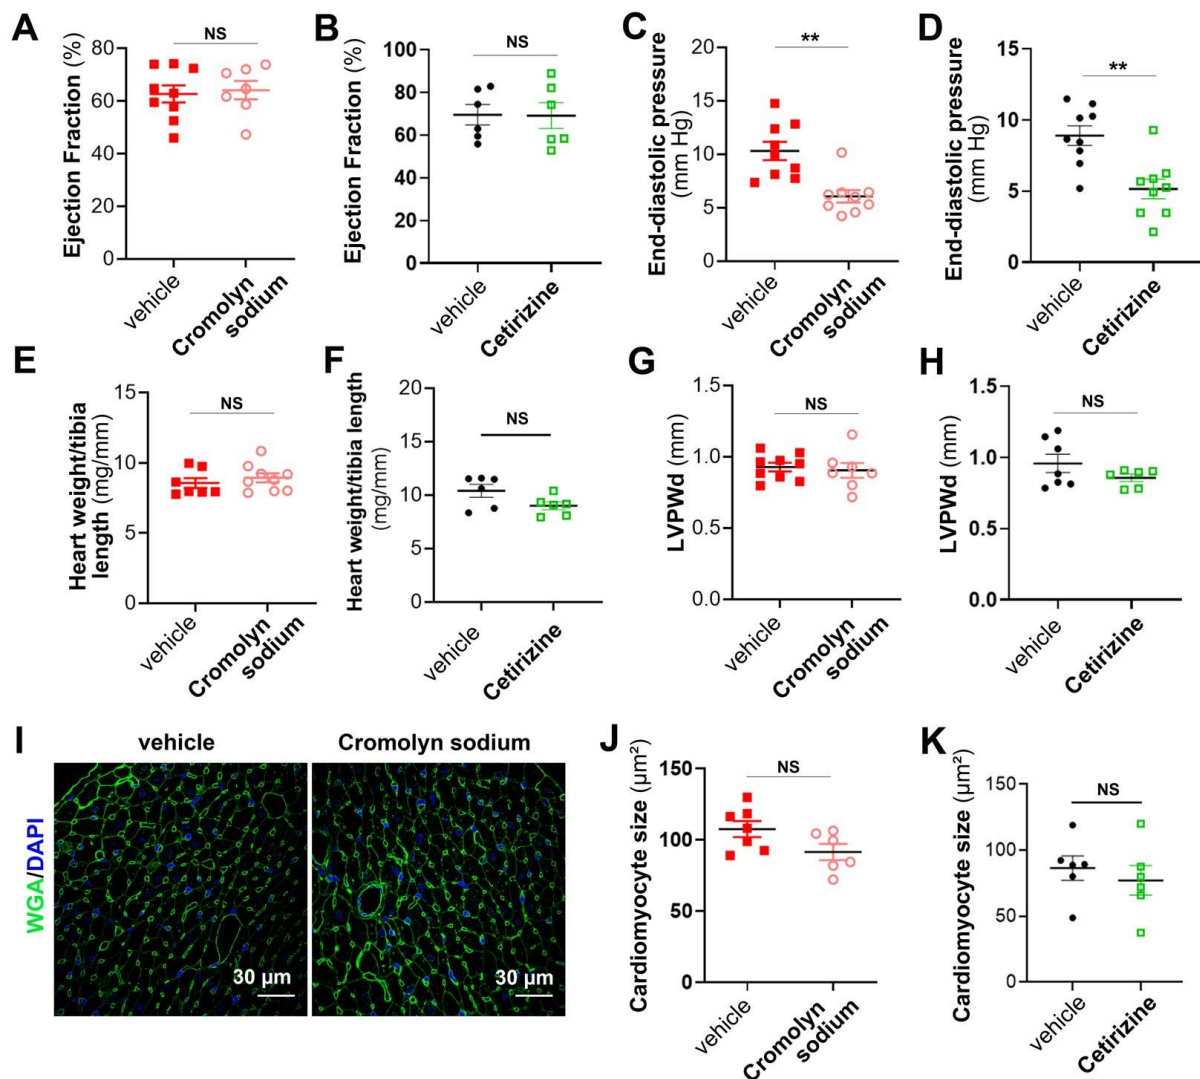 A
Ejection Fraction (%)
80
60
40
20
0
NS
vehicle
Cromolyn
sodium
B
Ejection Fraction (%)
100
80
60
40
20
0
NS
vehicle
Cetirizine
C
End-diastolic pressure
(mm Hg)
20
15
10
5
0
**
vehicle
Cromolyn
sodium
D
End-diastolic pressure
(mm Hg)
15
10
5
0
**
vehicle
Cetirizine
E
Heart weight/tibia
length (mg/mm)
15
10
5
0
NS
vehicle
Cromolyn
sodium
F
Heart weight/tibia length
(mg/mm)
20
15
10
5
0
NS
vehicle
Cetirizine
G
LVPWd (mm)
1.5
1.0
0.5
0.0
NS
vehicle
Cromolyn
sodium
H
LVPWd (mm)
1.5
1.0
0.5
0.0
NS
vehicle
Cetirizine
I
vehicle
Cromolyn sodium
WGA/DAPI
30 µm
30 µm
J
Cardiomyocyte size (µm²)
150
100
50
0
NS
vehicle
Cromolyn
sodium
K
Cardiomyocyte size (µm²)
150
100
50
0
NS
vehicle
Cetirizine